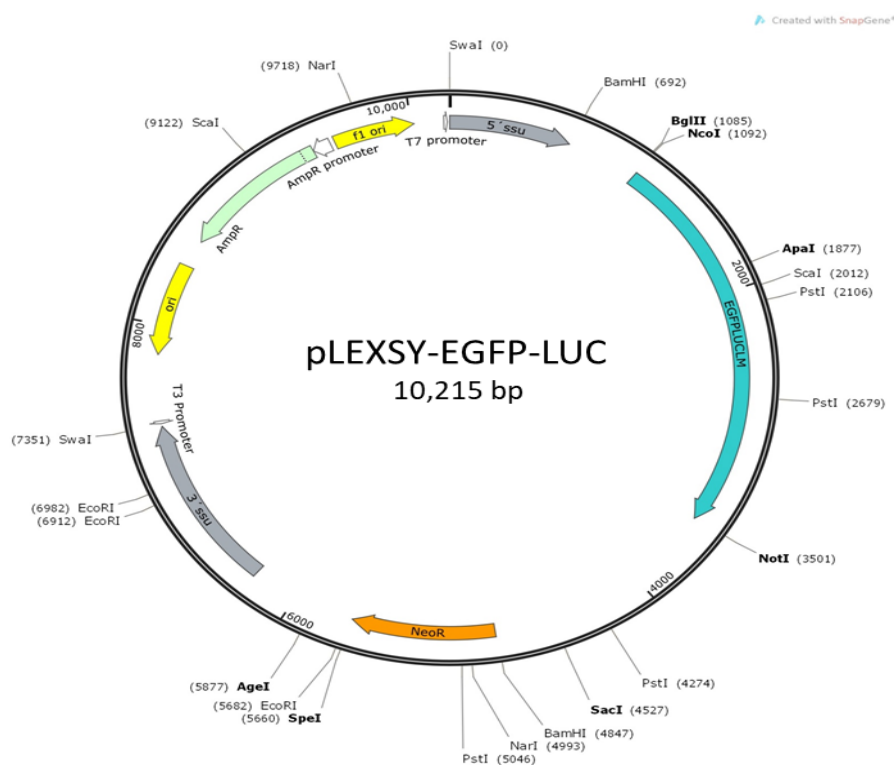 Created with SnapGene®
SwaI (0)
(9718) NarI
BamHI (692)
10,000
(9122) ScaI
BglII (1085)
NcoI (1092)
f1 ori
5´ssu
T7 promoter
AmpR promoter
AmpR
ApaI (1877)
2000
ScaI (2012)
PstI (2106)
ori
8000
EGFPLUCLM
pLEXSY-EGFP-LUC
10,215 bp
T3 Promoter
PstI (2679)
(7351) SwaI
(6982) EcoRI
(6912) EcoRI
3´ssu
NotI (3501)
4000
6000
NeoR
(5877) AgeI
(5682) EcoRI
(5660) SpeI
PstI (4274)
SacI (4527)
BamHI (4847)
NarI (4993)
PstI (5046)